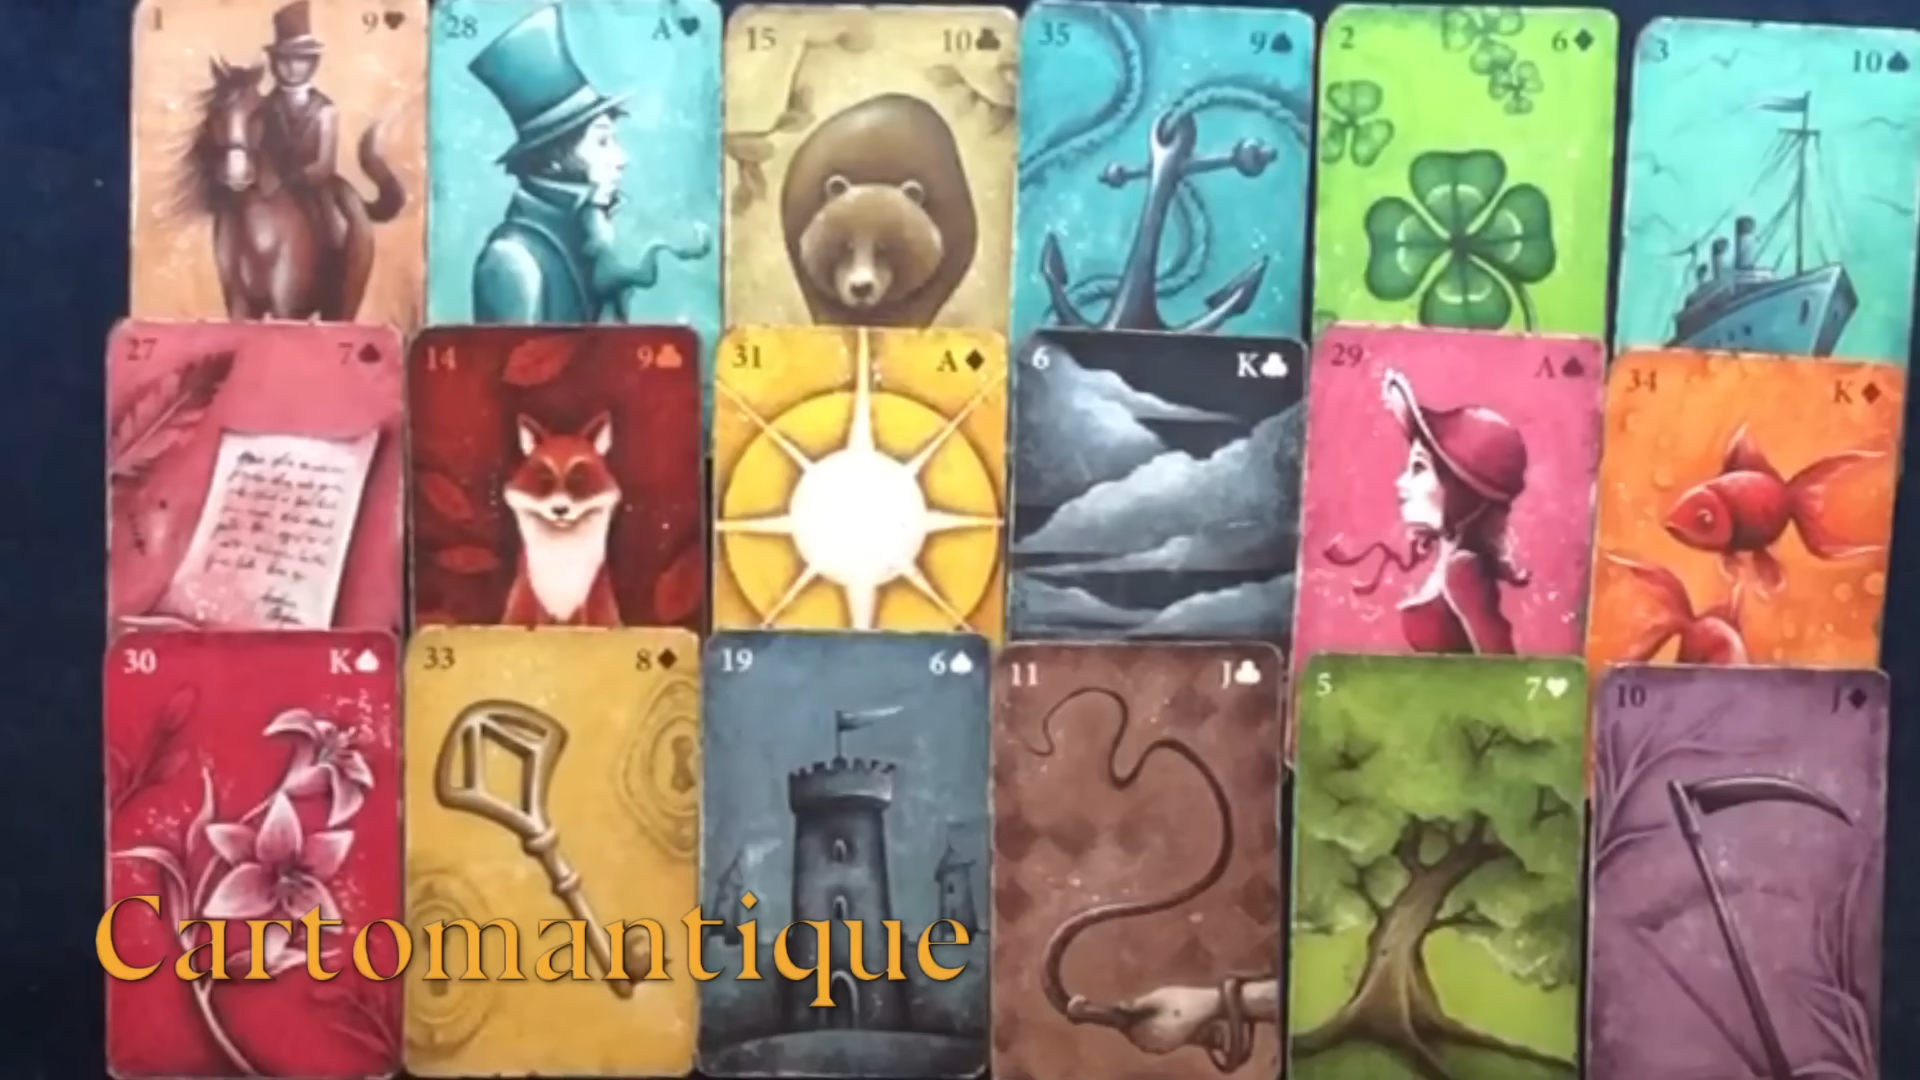 1 9♥
28 A♥
15 10♣
35 9♠
2 6♦
3 10♠
27 7♠
14 9♣
31 A♦
6 K♣
29 A♠
34 K♦
30 K♠
33 8♦
19 6♠
11 J♣
5 7♥
10 J♦
Cartomantique